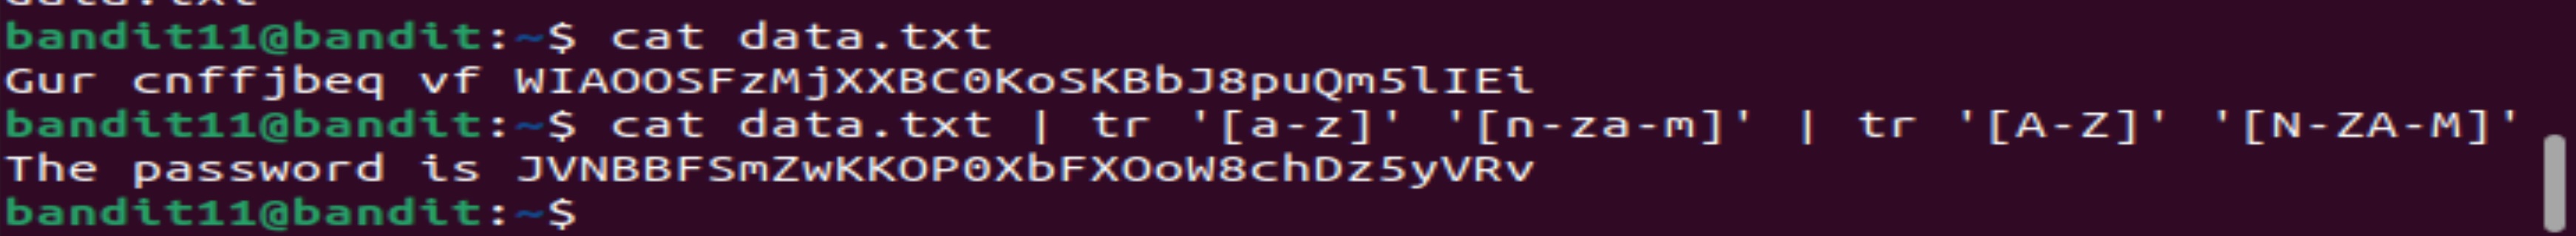 bandit11@bandit:~$ cat data.txt
Gur cnffjbeq vf WIAOOSFzMjXXBC0KoSKBbJ8puQm5lIEi
bandit11@bandit:~$ cat data.txt | tr '[a-z]' '[n-za-m]' | tr '[A-Z]' '[N-ZA-M]'
The password is JVNBBFSmZwKKOP0XbFXOoW8chDz5yVRv
bandit11@bandit:~$